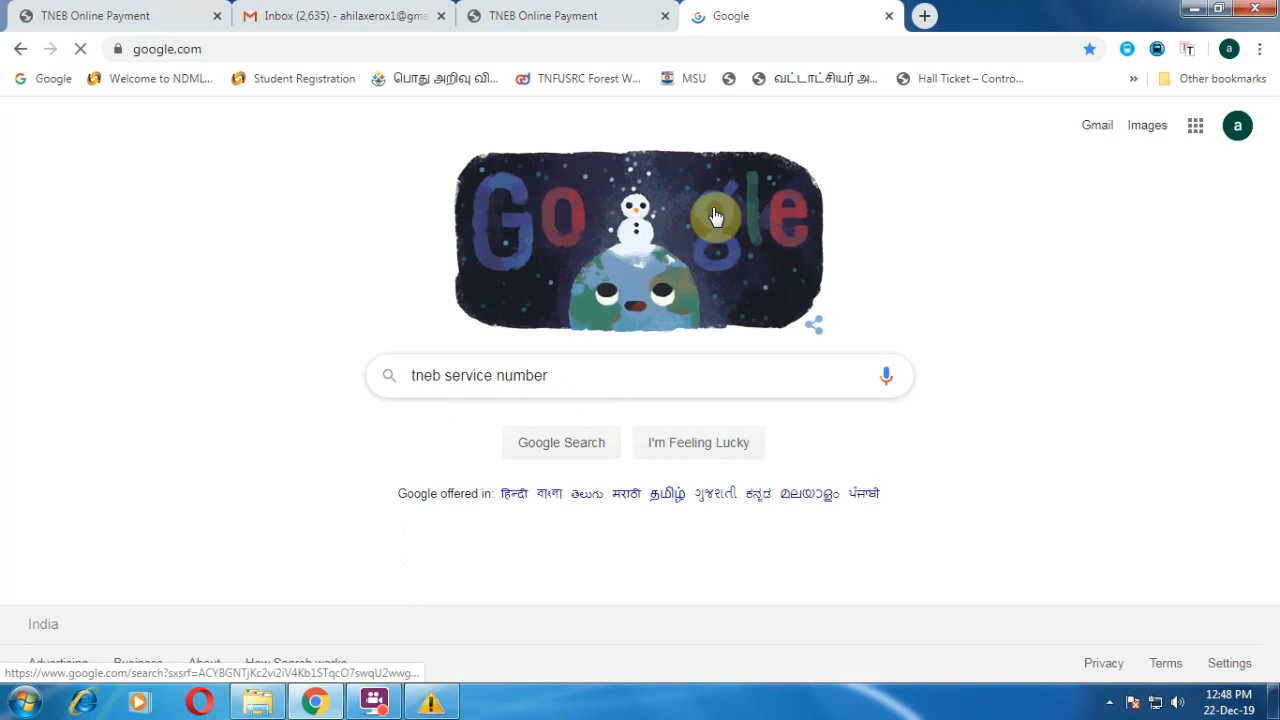 TNEB Online Payment
Inbox (2,635) - ahilaxerox1@gma
TNEB Online Payment
Google
google.com
a
Google
Welcome to NDML...
Student Registration
பொது அறிவு வி...
TNFUSRC Forest W...
MSU
வட்டாட்சியர் அ...
Hall Ticket – Contro...
»
Other bookmarks
Gmail
Images
a
Google
tneb service number
Google Search
I'm Feeling Lucky
Google offered in: हिन्दी বাংলা తెలుగు मराठी தமிழ் ગુજરાતી ಕನ್ನಡ മലയാളം ਪੰਜਾਬੀ
India
Advertising Business About How Search works
Privacy Terms Settings
https://www.google.com/search?sxsrf=ACYBGNTjKc2vi2iV4Kb1STqcO7swqU2wwg...
12:48 PM
22-Dec-19